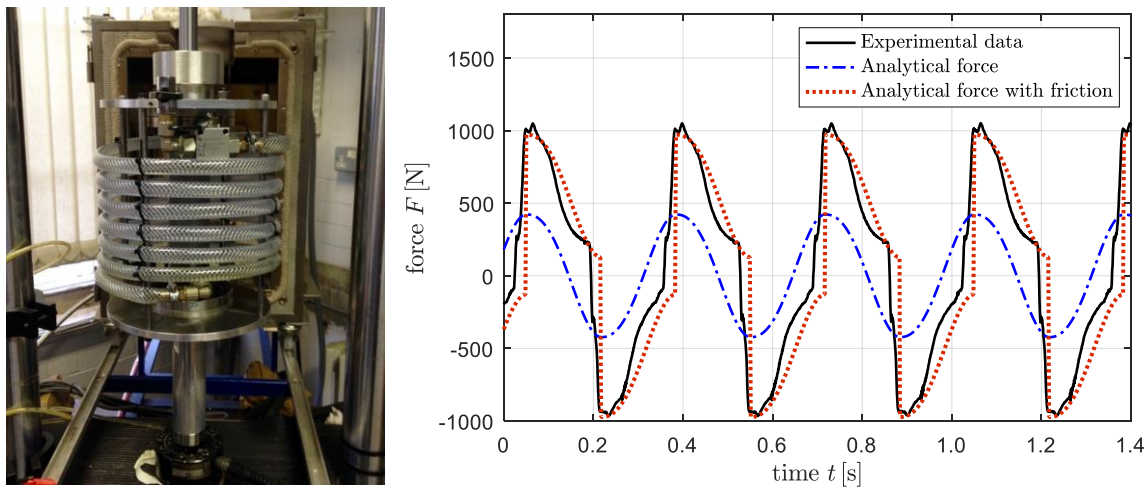 Experimental data
Analytical force
Analytical force with friction
1500
1000
500
0
-500
-1000
force F [N]
0
0.2
0.4
0.6
0.8
1.0
1.2
1.4
time t [s]